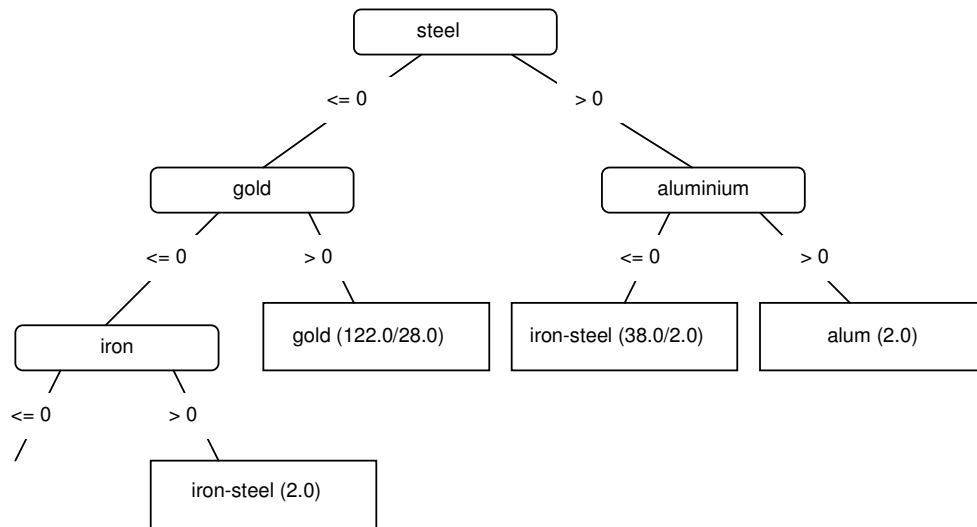 steel
<= 0
> 0
gold
aluminium
<= 0
> 0
<= 0
> 0
iron
gold (122.0/28.0)
iron-steel (38.0/2.0)
alum (2.0)
<= 0
> 0
iron-steel (2.0)